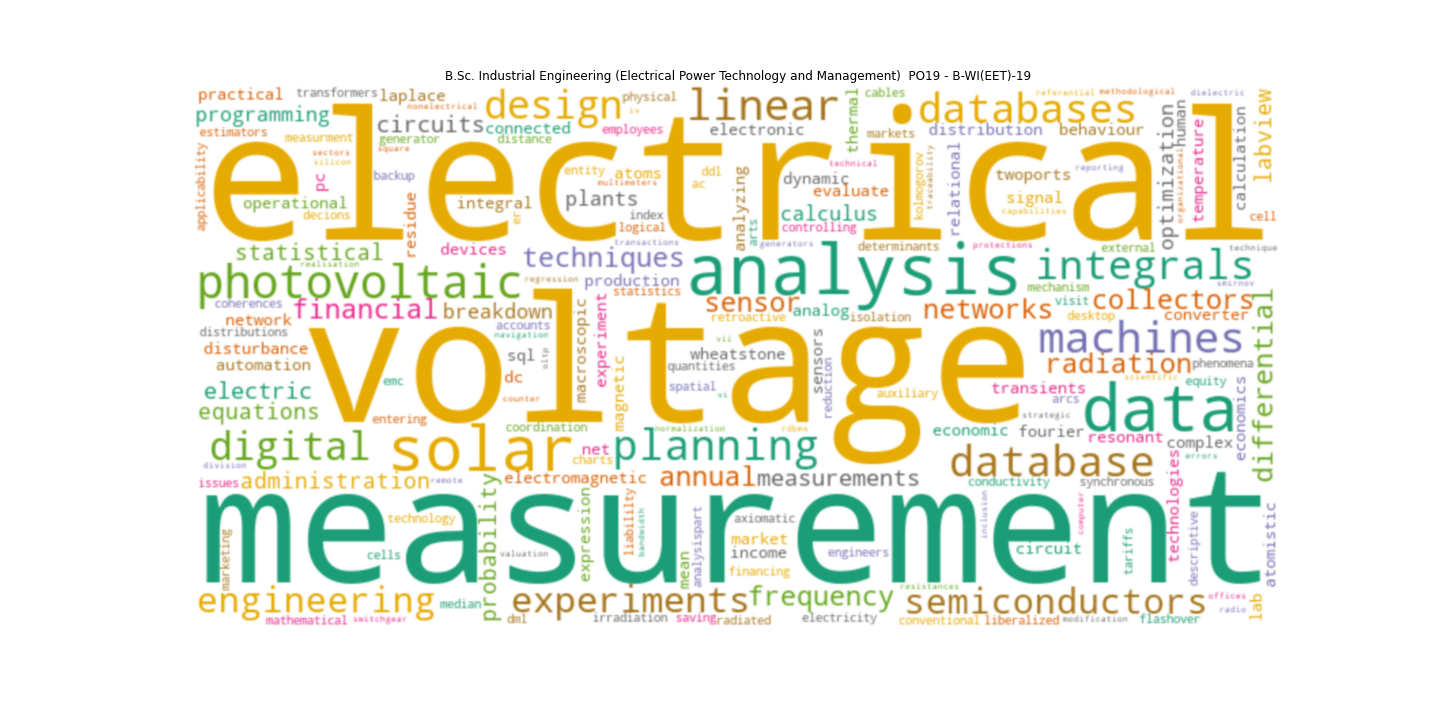 B.Sc. Industrial Engineering (Electrical Power Technology and Management)  PO19 - B-WI(EET)-19
practical transformers laplace design physical linear cables referential methodological dielectric
nonelectrical iv databases
programming circuits connected employees electronic thermal markets distribution behaviour human labview
estimators measurment generator distance
electrical
applicability sectors silicon square pc backup entity atoms ddl technical kolmogorov traceability relational twoports reporting optimization organizational temperature calculation
multimeters ac analyzing dynamic evaluate signal
operational decions residue integral er plants index logical arts calculus controlling capabilities cell
statistical devices transactions generators determinants protections external technique
realisation techniques analysis mechanism integrals smirnov
photovoltaic regression production statistics
coherences financial breakdown macroscopic experiment sensor analog networks visit collectors
network accounts retroactive isolation desktop converter
distributions navigation vii
disturbance sql oltp voltage wheatstone sensors machines
automation dc quantities radiation phenomena
electric emc counter magnetic spatial vi reduction auxiliary transients scientific equity economics differential
equations entering arcs data
coordination normalization rdbms strategic
digital solar net planning economic fourier resonant complex
division charts database errors
issues administration remote electromagnetic annual measurements conductivity synchronous technologies
measurement
marketing technology probability expression liabililty bandwidth analysispart axiomatic inclusion computer tariffs descriptive atomistic
cells valuation mean market income engineers circuit
financing resistances
engineering median experiments frequency semiconductors offices lab
radio
mathematical switchgear dml irradiation saving radiated electricity conventional liberalized modification flashover